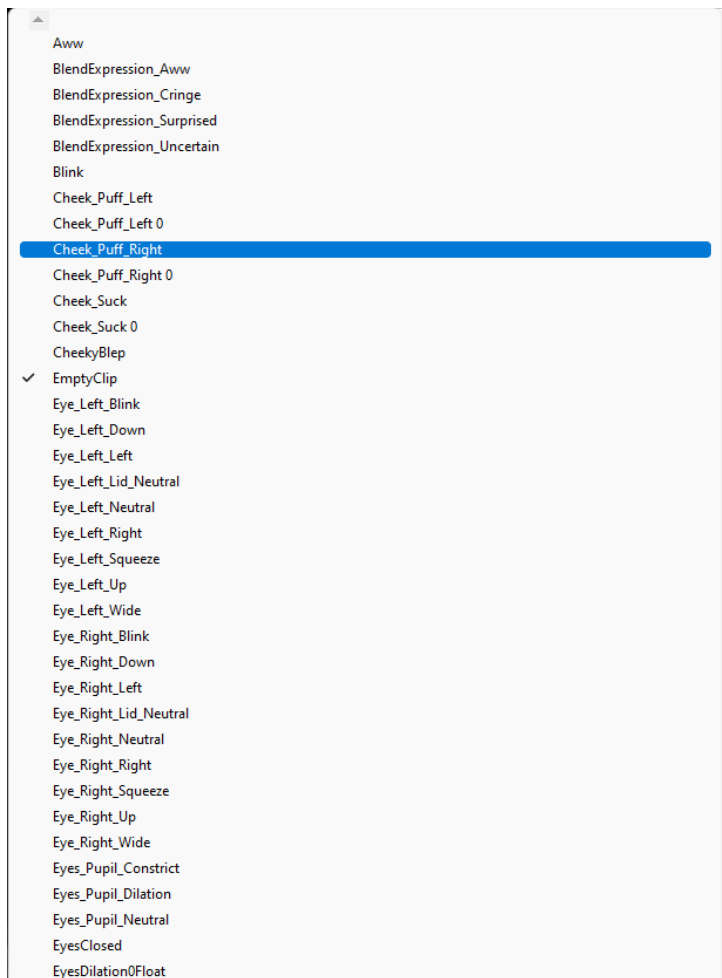 Aww
BlendExpression_Aww
BlendExpression_Cringe
BlendExpression_Surprised
BlendExpression_Uncertain
Blink
Cheek_Puff_Left
Cheek_Puff_Left 0
Cheek_Puff_Right
Cheek_Puff_Right 0
Cheek_Suck
Cheek_Suck 0
CheekyBlep
EmptyClip
Eye_Left_Blink
Eye_Left_Down
Eye_Left_Left
Eye_Left_Lid_Neutral
Eye_Left_Neutral
Eye_Left_Right
Eye_Left_Squeeze
Eye_Left_Up
Eye_Left_Wide
Eye_Right_Blink
Eye_Right_Down
Eye_Right_Left
Eye_Right_Lid_Neutral
Eye_Right_Neutral
Eye_Right_Right
Eye_Right_Squeeze
Eye_Right_Up
Eye_Right_Wide
Eyes_Pupil_Constrict
Eyes_Pupil_Dilation
Eyes_Pupil_Neutral
EyesClosed
EyesDilation0Float